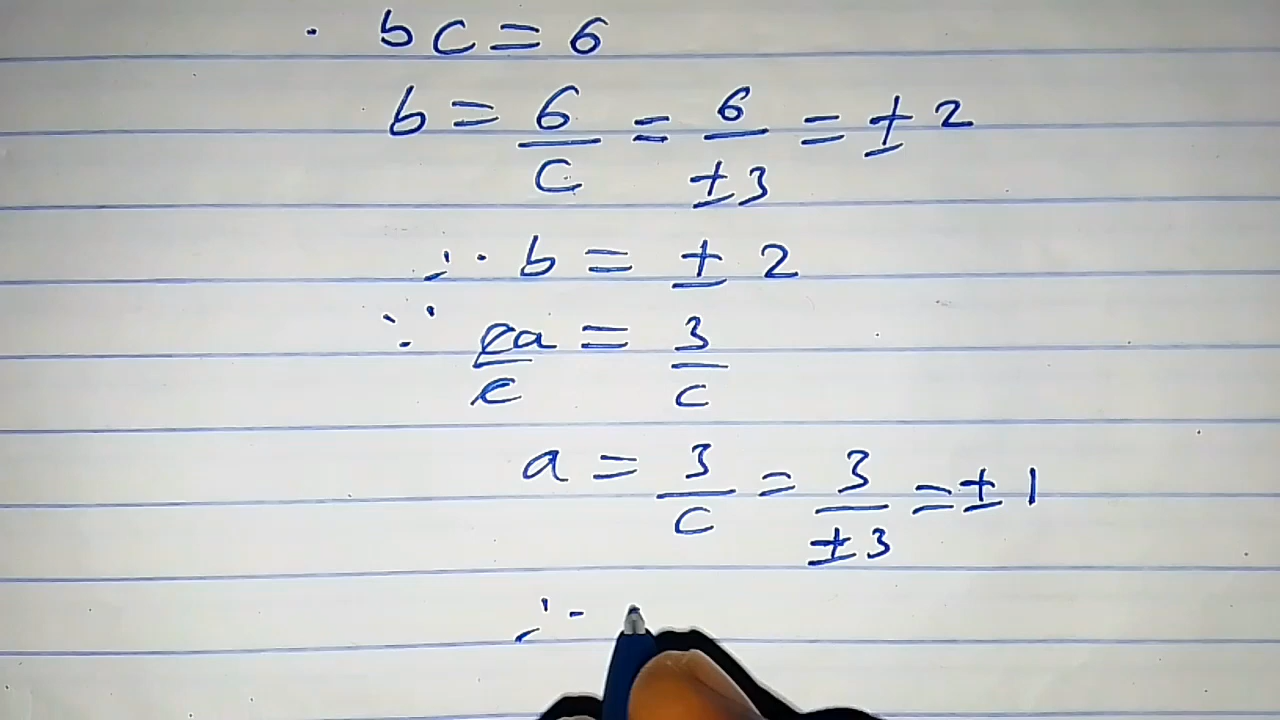 . bc = 6
b = 6/c = 6/±3 = ±2
∴ b = ± 2
∵ ca/c = 3/c
a = 3/c = 3/±3 = ±1
∴